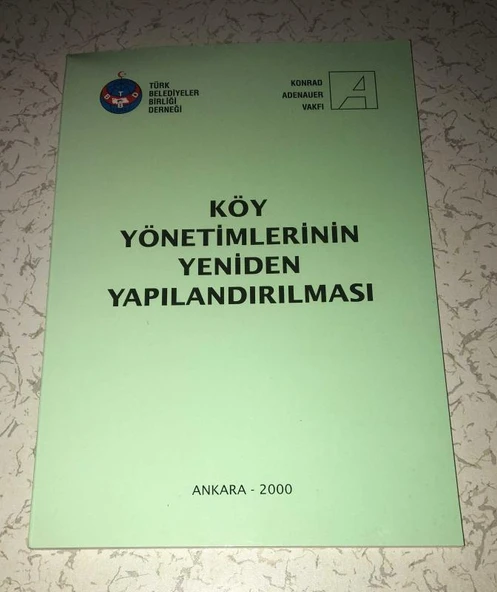 TÜRK
BELEDİYELER
BİRLİĞİ
DERNEĞİ
KONRAD
ADENAUER
VAKFI
KÖY
YÖNETİMLERİNİN
YENİDEN
YAPILANDIRILMASI
ANKARA - 2000